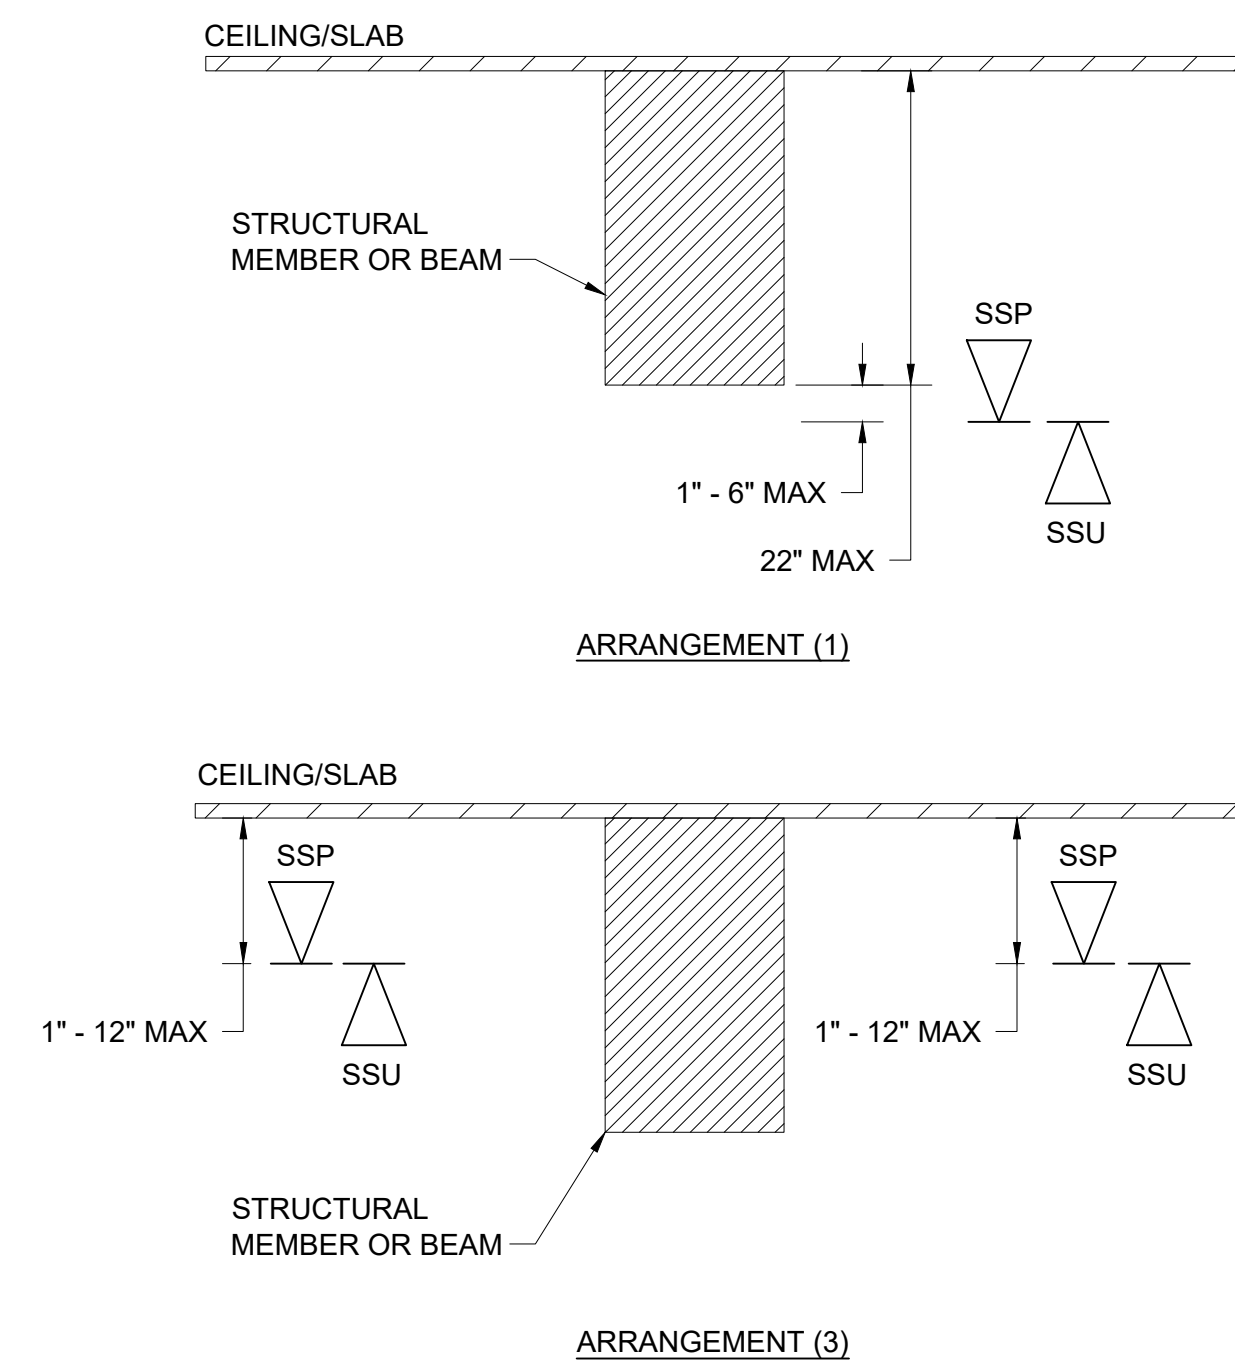 CEILING/SLAB
STRUCTURAL
MEMBER OR BEAM
SSP
1" - 6" MAX
SSU
22" MAX
ARRANGEMENT (1)
CEILING/SLAB
SSP
SSP
1" - 12" MAX
1" - 12" MAX
SSU
SSU
STRUCTURAL
MEMBER OR BEAM
ARRANGEMENT (3)